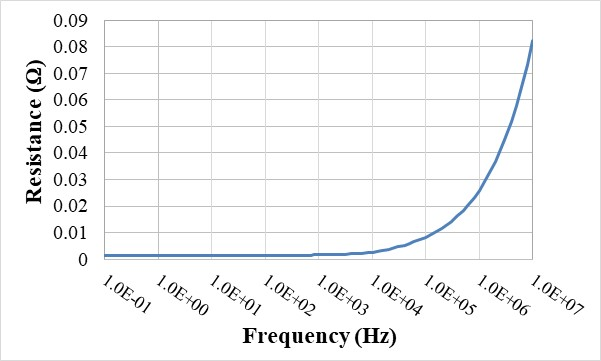 0.09
0.08
0.07
0.06
0.05
0.04
0.03
0.02
0.01
0
Resistance (Ω)
1.0E-01
1.0E+00
1.0E+01
1.0E+02
1.0E+03
1.0E+04
1.0E+05
1.0E+06
1.0E+07
Frequency (Hz)